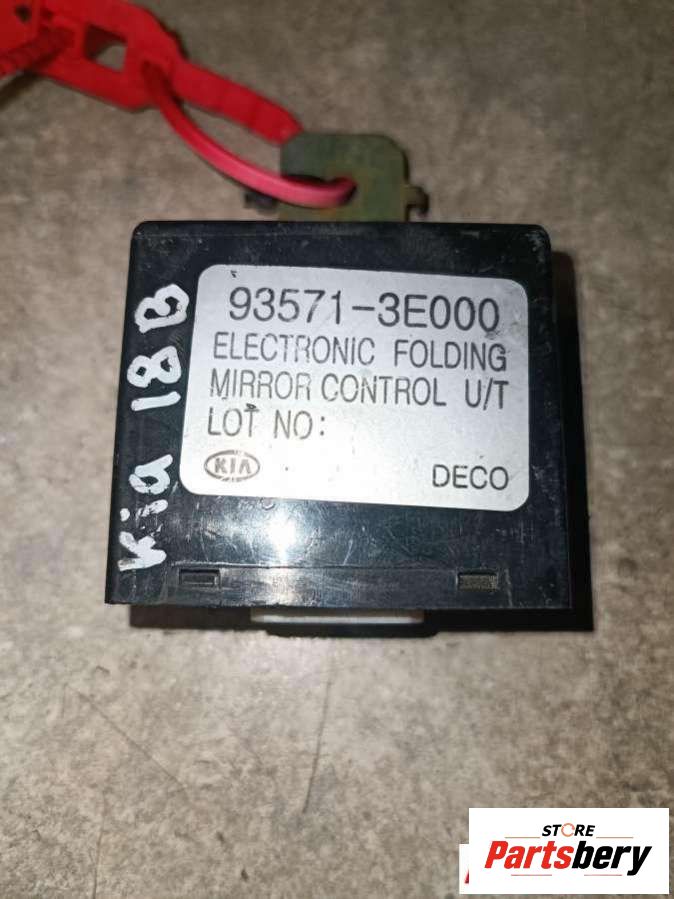 93571-3E000
ELECTRONIC FOLDING
MIRROR CONTROL U/T
LOT NO:
KIA
DECO
Kia 18B
STORE
Partsbery